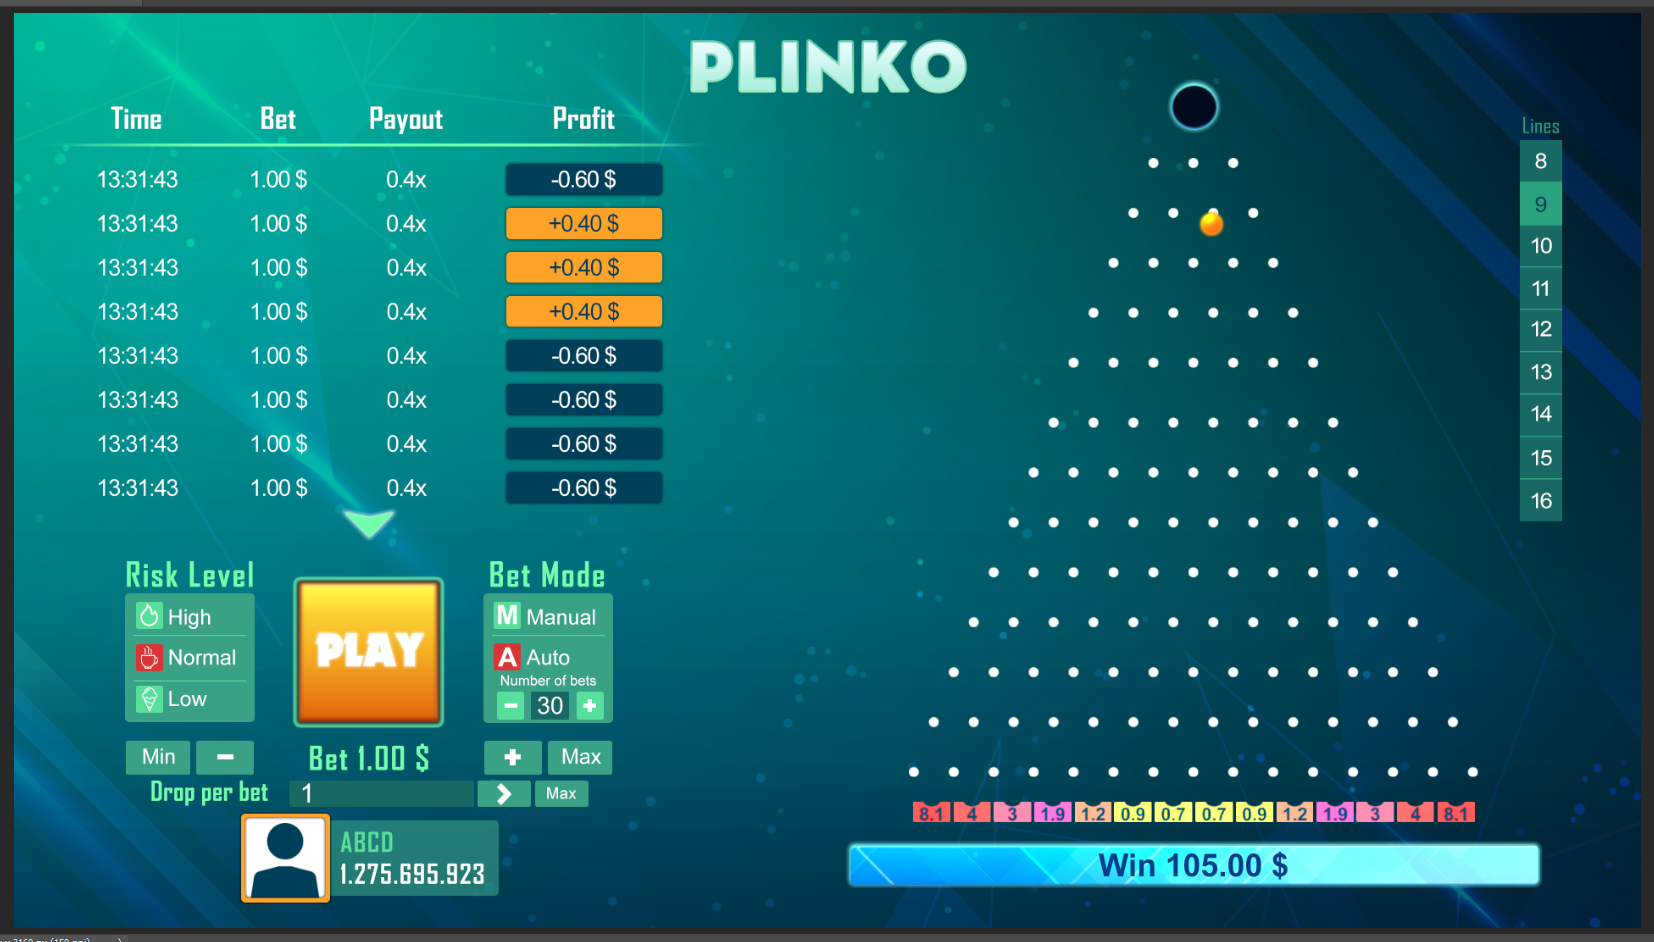 PLINKO
Time Bet Payout Profit
13:31:43 1.00 $ 0.4x -0.60 $
13:31:43 1.00 $ 0.4x +0.40 $
13:31:43 1.00 $ 0.4x +0.40 $
13:31:43 1.00 $ 0.4x +0.40 $
13:31:43 1.00 $ 0.4x -0.60 $
13:31:43 1.00 $ 0.4x -0.60 $
13:31:43 1.00 $ 0.4x -0.60 $
13:31:43 1.00 $ 0.4x -0.60 $
Risk Level
High
Normal
Low
PLAY
Bet Mode
M Manual
A Auto
Number of bets
- 30 +
Min - Bet 1.00 $ + Max
Drop per bet 1 > Max
ABCD
1.275.695.923
Lines
8
9
10
11
12
13
14
15
16
8.1 4 3 1.9 1.2 0.9 0.7 0.7 0.9 1.2 1.9 3 4 8.1
Win 105.00 $